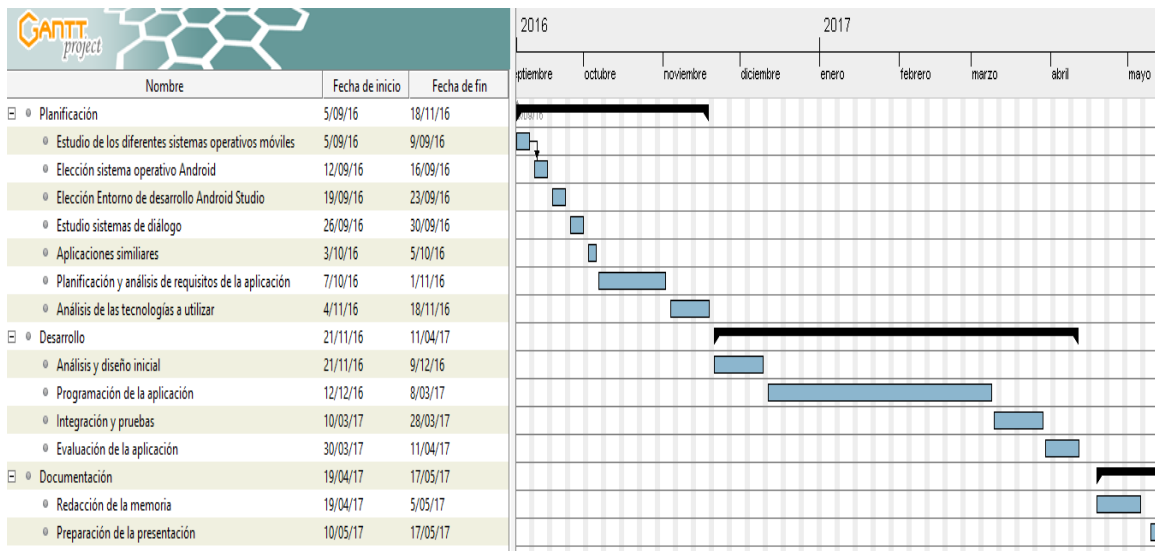 GANTT
project
2016 2017
ptiembre octubre noviembre diciembre enero febrero marzo abril mayo
Nombre Fecha de inicio Fecha de fin
Planificación 5/09/16 18/11/16
Estudio de los diferentes sistemas operativos móviles 5/09/16 9/09/16
Elección sistema operativo Android 12/09/16 16/09/16
Elección Entorno de desarrollo Android Studio 19/09/16 23/09/16
Estudio sistemas de diálogo 26/09/16 30/09/16
Aplicaciones similiares 3/10/16 5/10/16
Planificación y análisis de requisitos de la aplicación 7/10/16 1/11/16
Análisis de las tecnologías a utilizar 4/11/16 18/11/16
Desarrollo 21/11/16 11/04/17
Análisis y diseño inicial 21/11/16 9/12/16
Programación de la aplicación 12/12/16 8/03/17
Integración y pruebas 10/03/17 28/03/17
Evaluación de la aplicación 30/03/17 11/04/17
Documentación 19/04/17 17/05/17
Redacción de la memoria 19/04/17 5/05/17
Preparación de la presentación 10/05/17 17/05/17